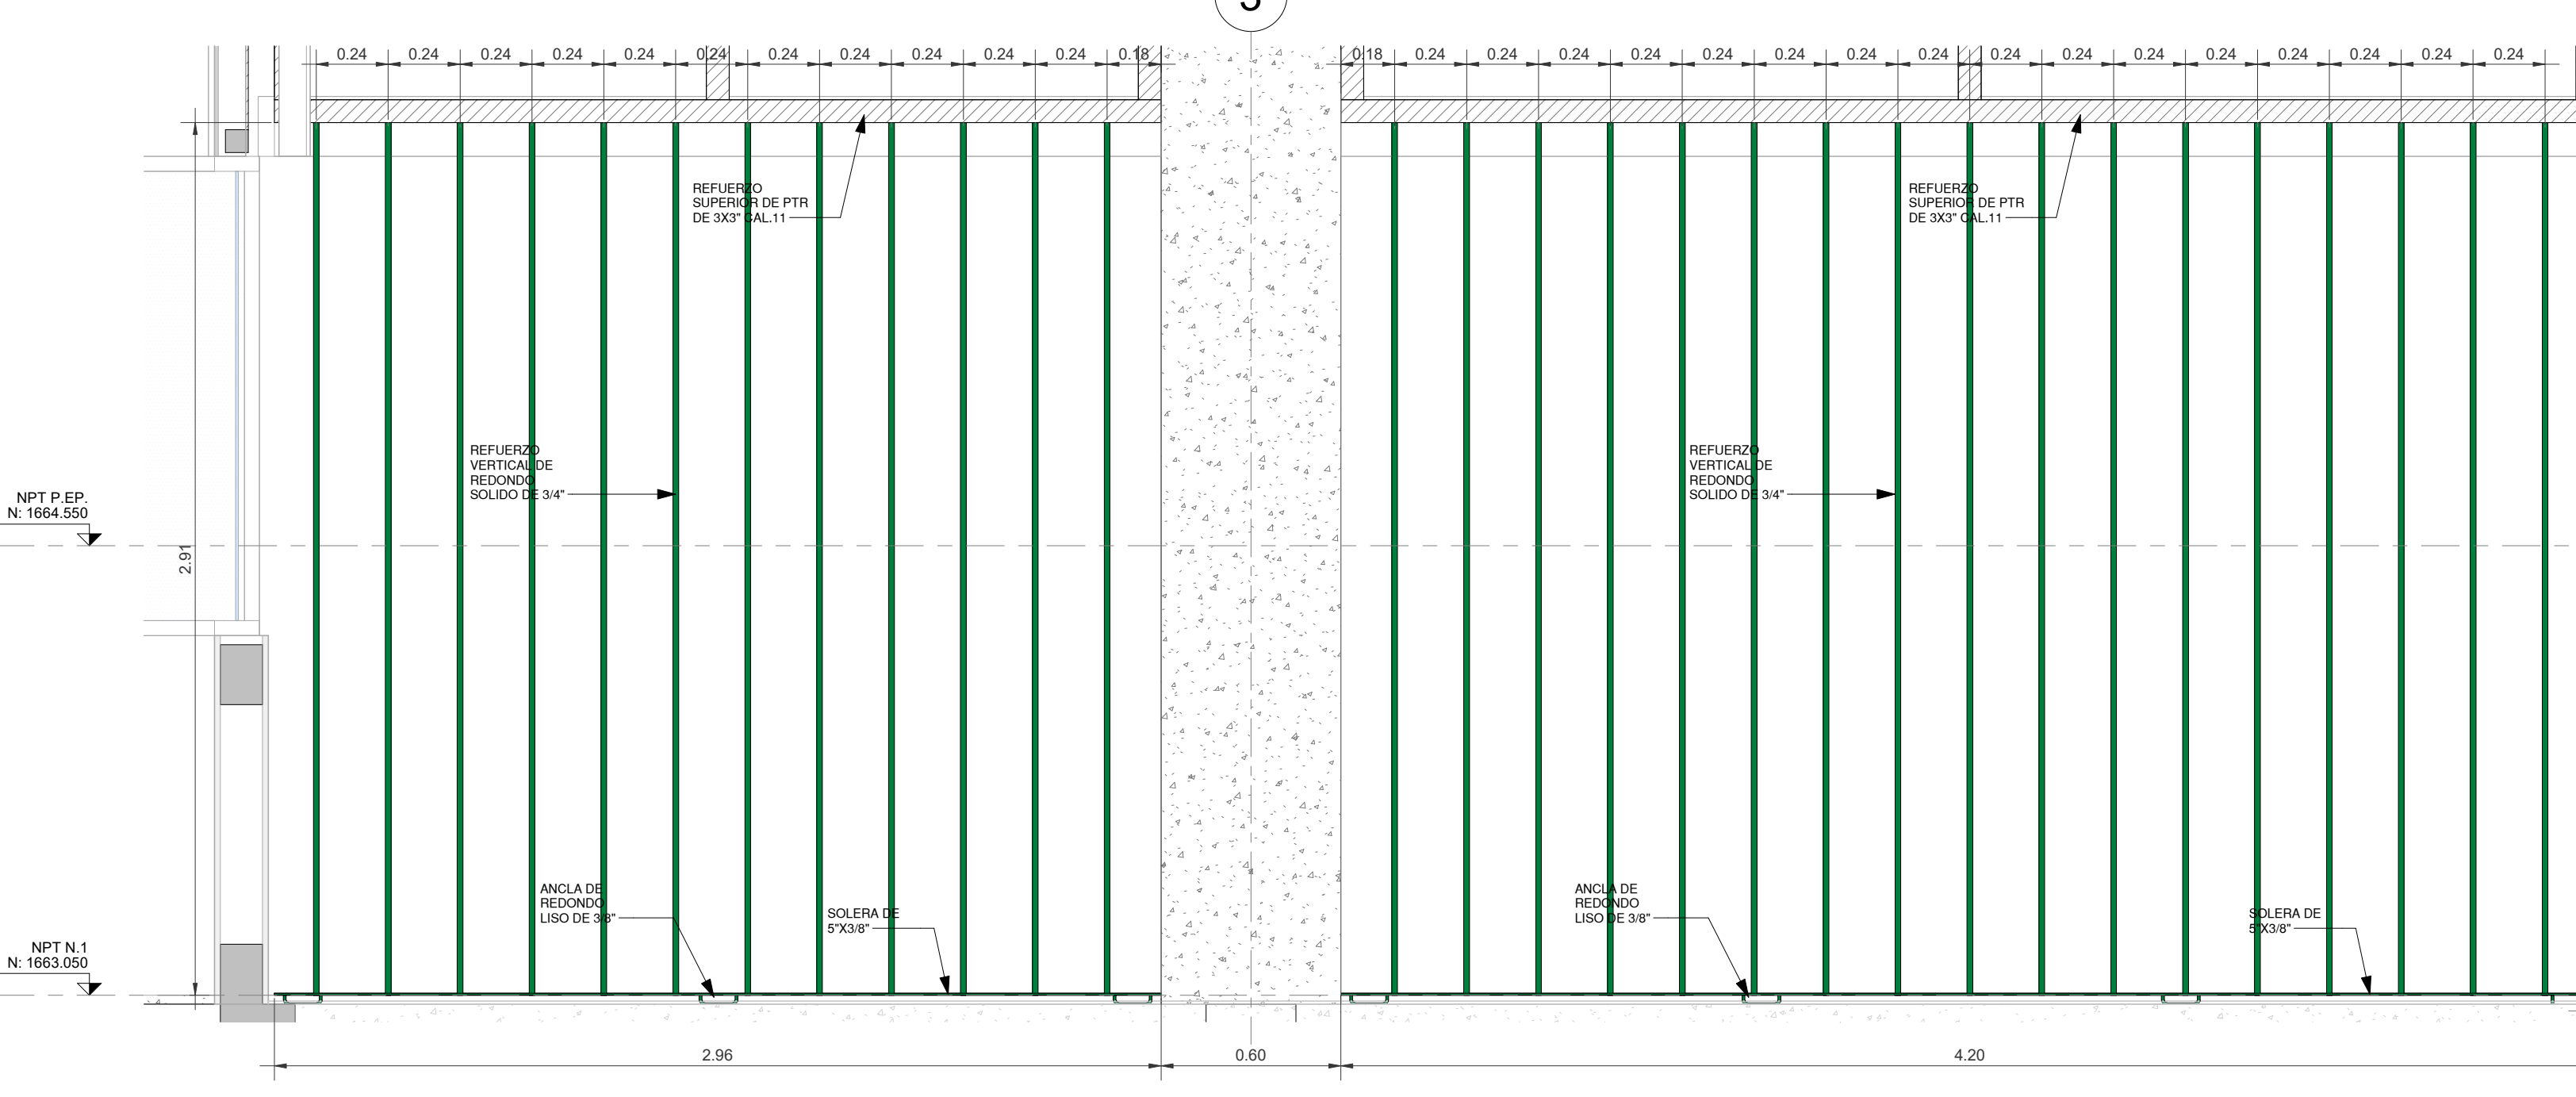 0.24 0.24 0.24 0.24 0.24 0.24 0.24 0.24 0.24 0.24 0.24 0.18
0.18 0.24 0.24 0.24 0.24 0.24 0.24 0.24 0.24 0.24 0.24 0.24 0.24 0.24 0.24 0.24 0.24
REFUERZO
SUPERIOR DE PTR
DE 3X3" CAL.11
REFUERZO
SUPERIOR DE PTR
DE 3X3" CAL.11
REFUERZO
VERTICAL DE
REDONDO
SOLIDO DE 3/4"
REFUERZO
VERTICAL DE
REDONDO
SOLIDO DE 3/4"
NPT P.EP.
N: 1664.550
2.91
ANCLA DE
REDONDO
LISO DE 3/8"
SOLERA DE
5"X3/8"
ANCLA DE
REDONDO
LISO DE 3/8"
SOLERA DE
5"X3/8"
NPT N.1
N: 1663.050
2.96
0.60
4.20